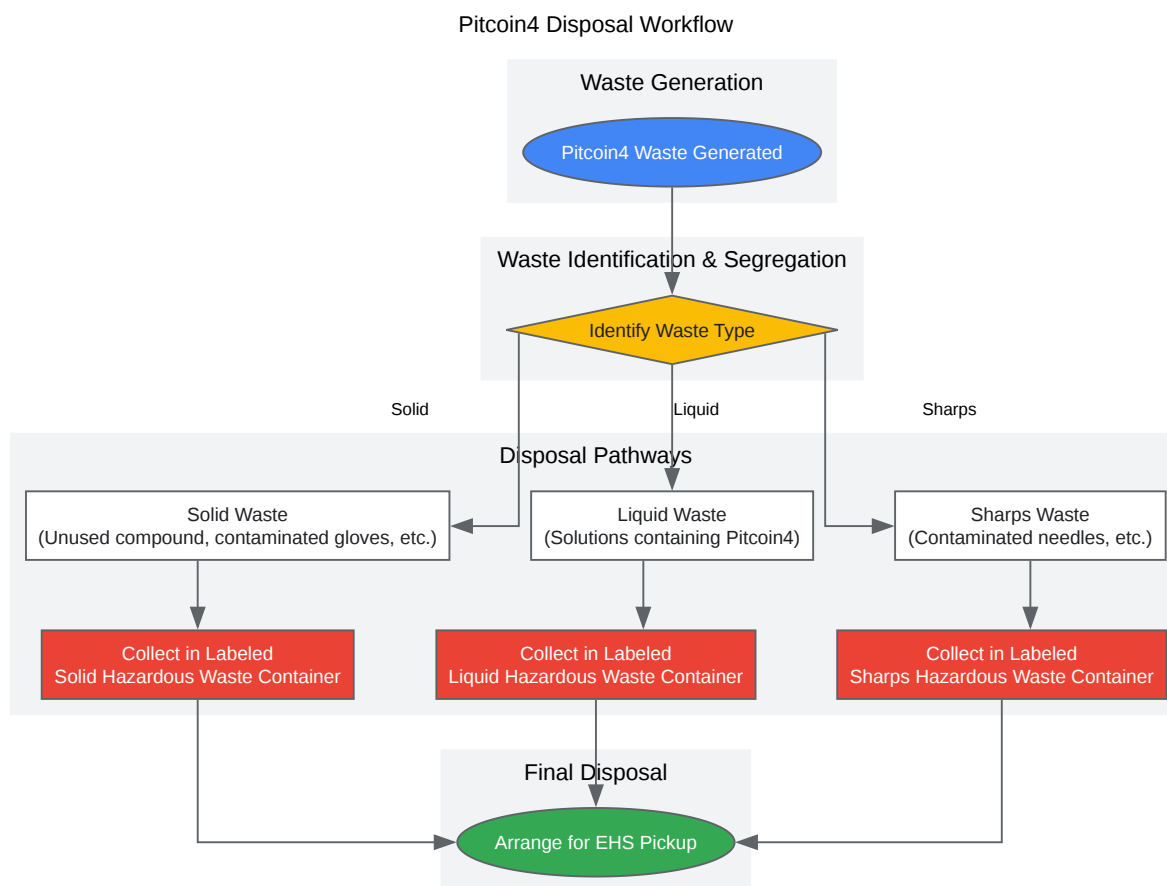 Pitcoin4 Disposal Workflow
Waste Generation
Pitcoin4 Waste Generated
Waste Identification & Segregation
Identify Waste Type
Solid
Liquid
Sharps
Disposal Pathways
Solid Waste
(Unused compound, contaminated gloves, etc.)
Liquid Waste
(Solutions containing Pitcoin4)
Sharps Waste
(Contaminated needles, etc.)
Collect in Labeled
Solid Hazardous Waste Container
Collect in Labeled
Liquid Hazardous Waste Container
Collect in Labeled
Sharps Hazardous Waste Container
Final Disposal
Arrange for EHS Pickup